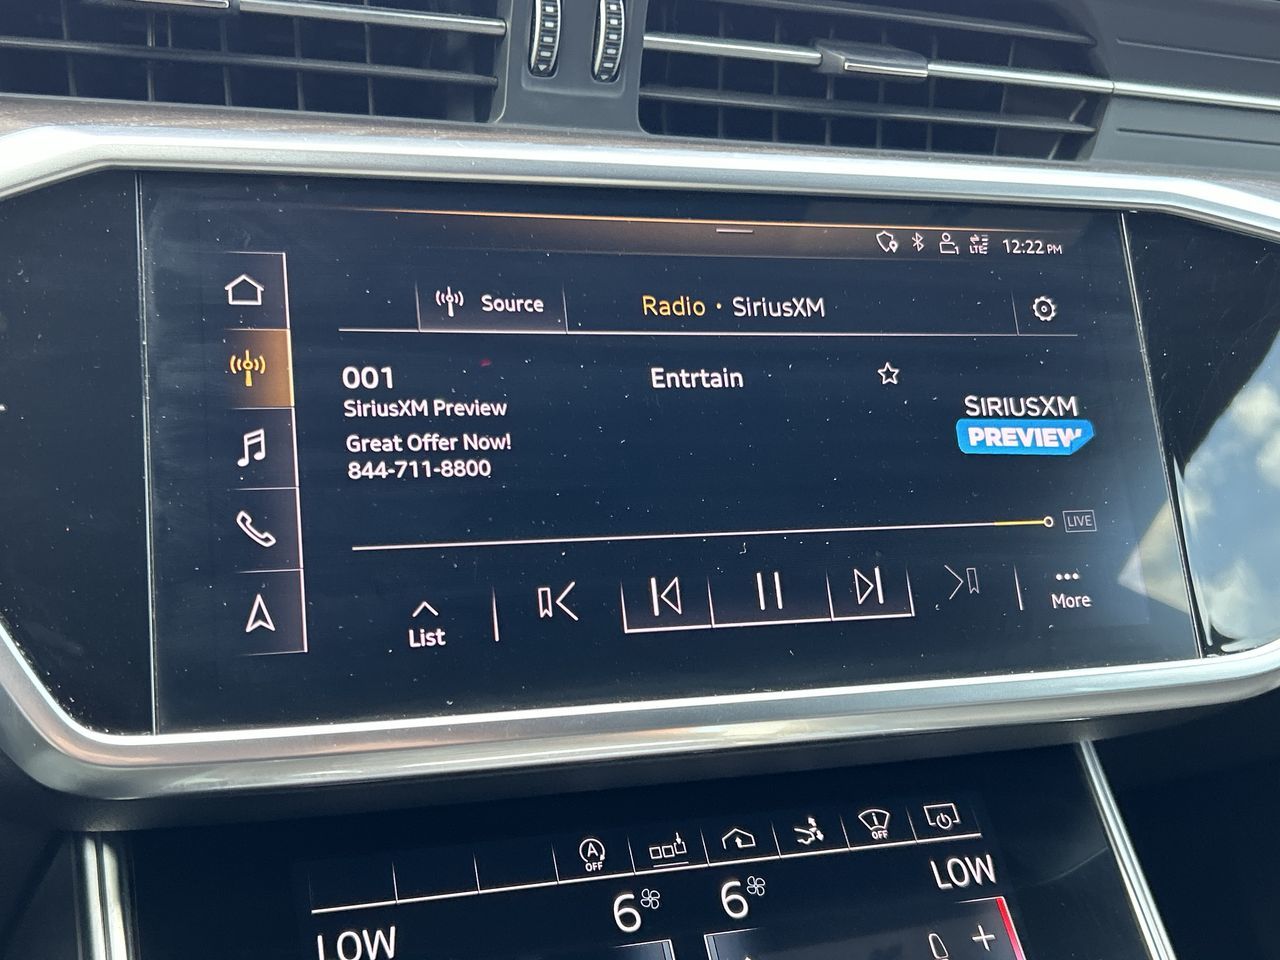 LTE 12:22 PM
Source Radio • SiriusXM
001 Entrtain
SiriusXM Preview
SIRIUSXM
PREVIEW
Great Offer Now!
844-711-8800
LIVE
List More
A OFF OFF
6 6 LOW
LOW +